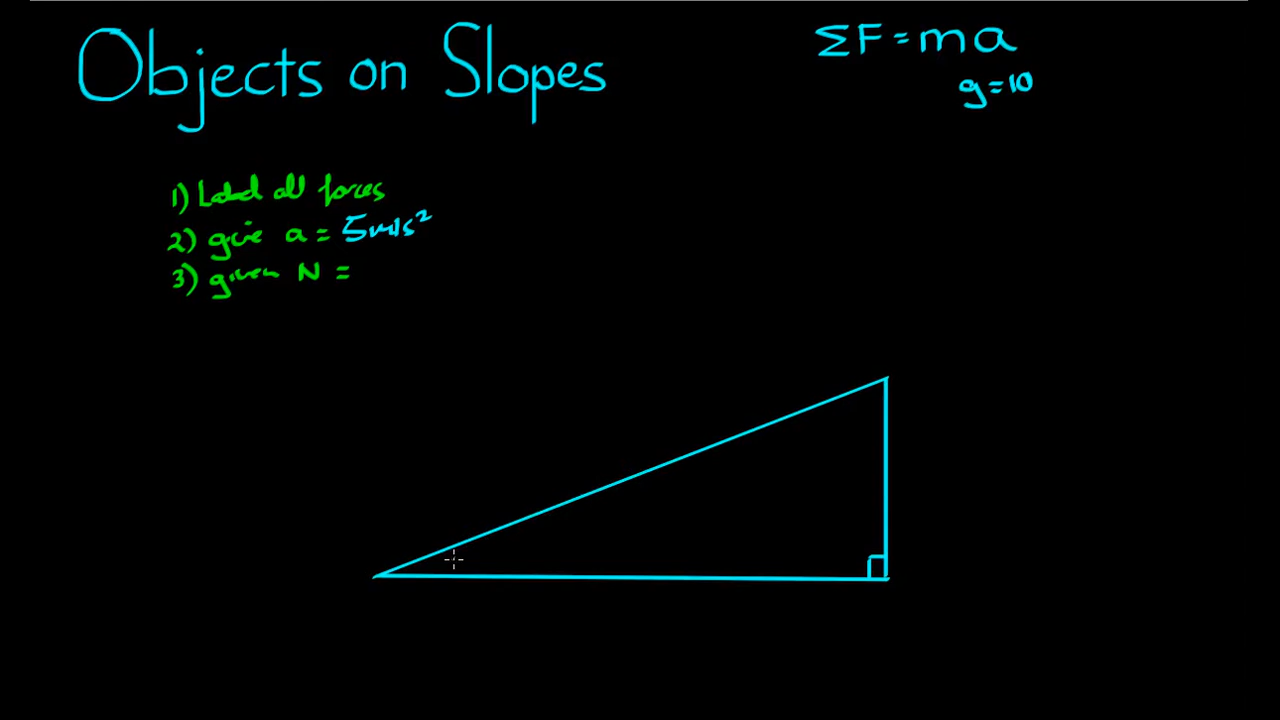 Objects on Slopes
ΣF = ma
g = 10
1) Label all forces
2) give a = 5m/s²
3) given N =